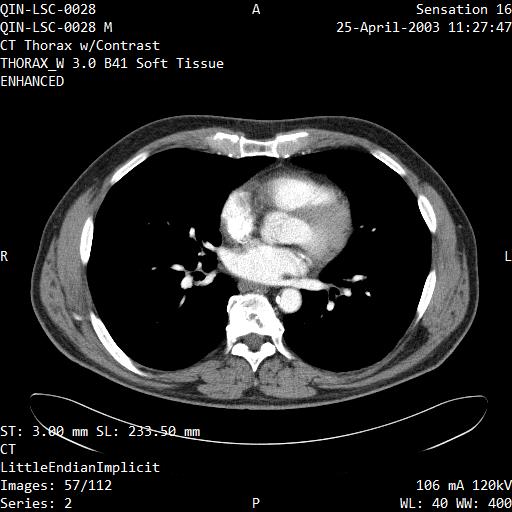 QIN-LSC-0028
A
Sensation 16
QIN-LSC-0028 M
25-April-2003 11:27:47
CT Thorax w/Contrast
THORAX_W 3.0 B41 Soft Tissue
ENHANCED
R
L
ST: 3.00 mm SL: 233.50 mm
CT
LittleEndianImplicit
Images: 57/112
106 mA 120kV
Series: 2
P
WL: 40 WW: 400